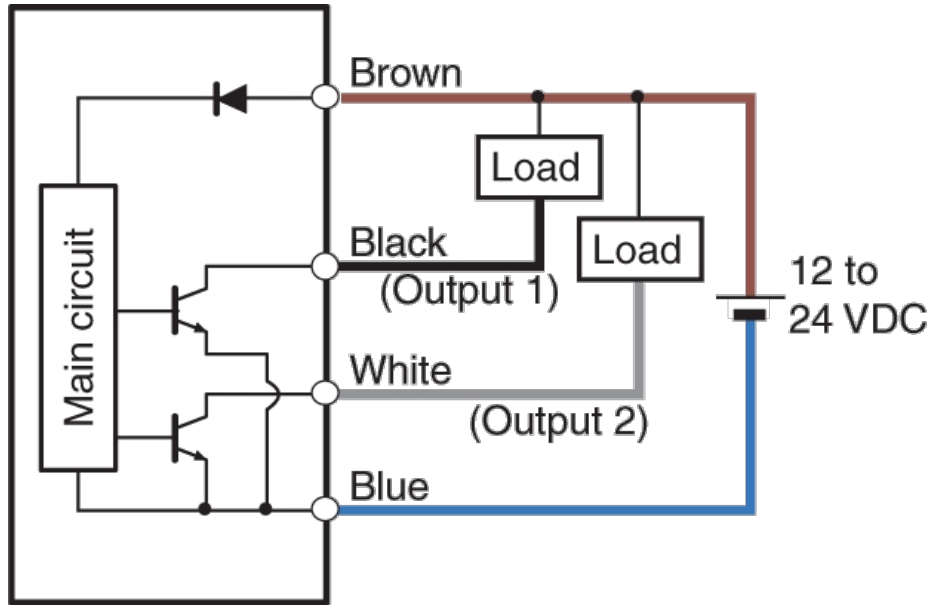 Brown
Load
Black
(Output 1)
Load
12 to
24 VDC
Main circuit
White
(Output 2)
Blue